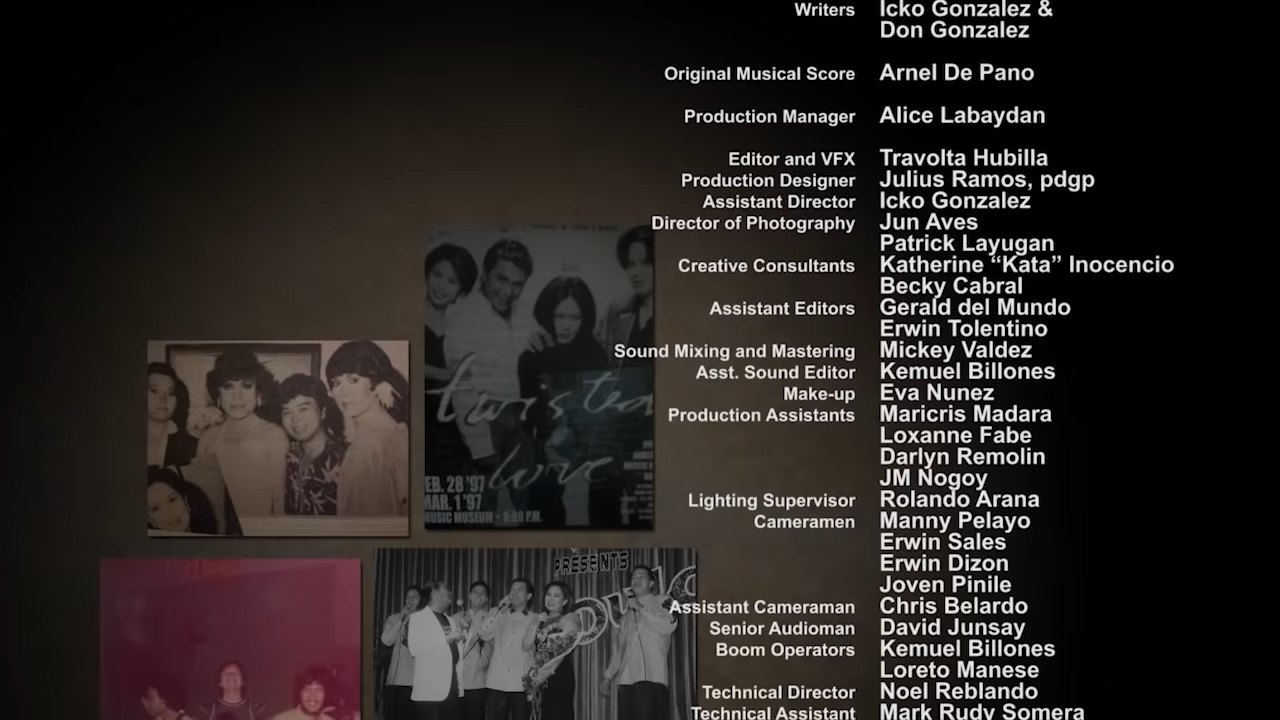 Writers Icko Gonzalez &
Don Gonzalez
Original Musical Score Arnel De Pano
Production Manager Alice Labaydan
Editor and VFX Travolta Hubilla
Production Designer Julius Ramos, pdgp
Assistant Director Icko Gonzalez
Director of Photography Jun Aves
Patrick Layugan
Creative Consultants Katherine “Kata” Inocencio
Becky Cabral
Assistant Editors Gerald del Mundo
Erwin Tolentino
Sound Mixing and Mastering Mickey Valdez
Asst. Sound Editor Kemuel Billones
Make-up Eva Nunez
Production Assistants Maricris Madara
Loxanne Fabe
Darlyn Remolin
JM Nogoy
Lighting Supervisor Rolando Arana
Cameramen Manny Pelayo
Erwin Sales
Erwin Dizon
Joven Pinile
Assistant Cameraman Chris Belardo
Senior Audioman David Junsay
Boom Operators Kemuel Billones
Loreto Manese
Technical Director Noel Reblando
Technical Assistant Mark Rudy Somera
twisted
love
FEB. 28 '97
MAR. 1 '97
MUSIC MUSEUM • 8:00 P.M.
PRESENTS